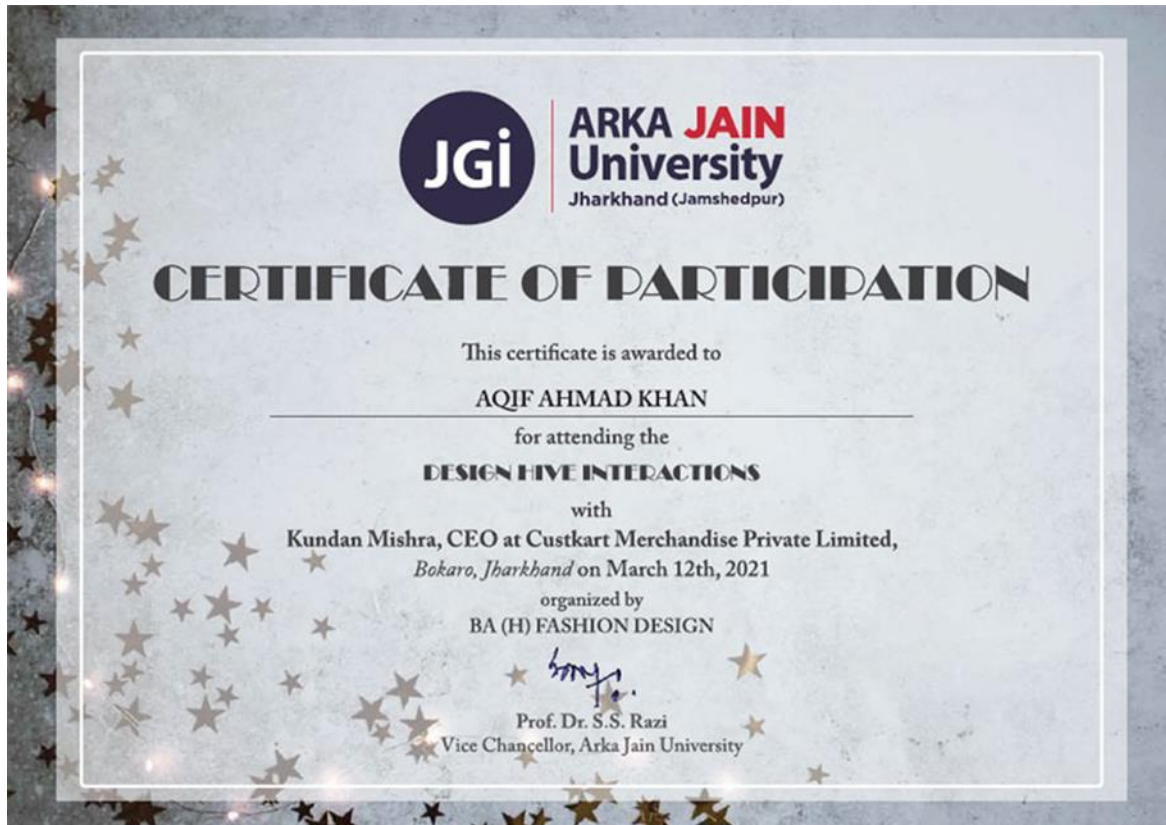 JGi
ARKA JAIN
University
Jharkhand (Jamshedpur)
CERTIFICATE OF PARTICIPATION
This certificate is awarded to
AQIF AHMAD KHAN
for attending the
DESIGN HIVE INTERACTIONS
with
Kundan Mishra, CEO at Custkart Merchandise Private Limited,
Bokaro, Jharkhand on March 12th, 2021
organized by
BA (H) FASHION DESIGN
Prof. Dr. S.S. Razi
Vice Chancellor, Arka Jain University